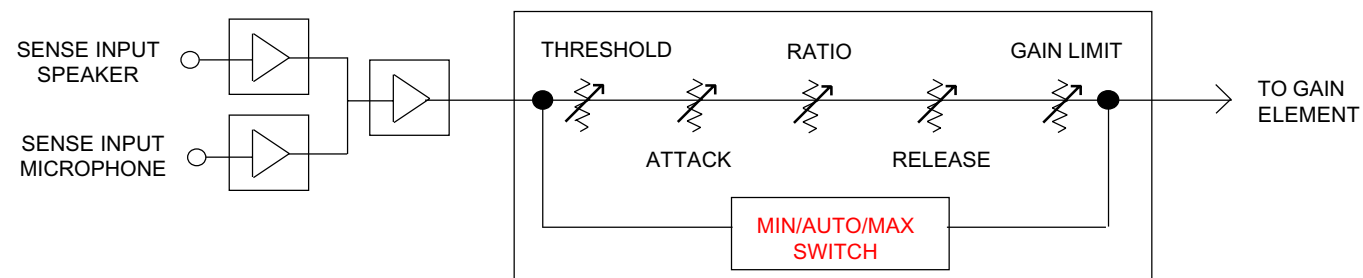 SENSE INPUT
SPEAKER
SENSE INPUT
MICROPHONE
THRESHOLD
ATTACK
RATIO
RELEASE
GAIN LIMIT
MIN/AUTO/MAX
SWITCH
TO GAIN
ELEMENT